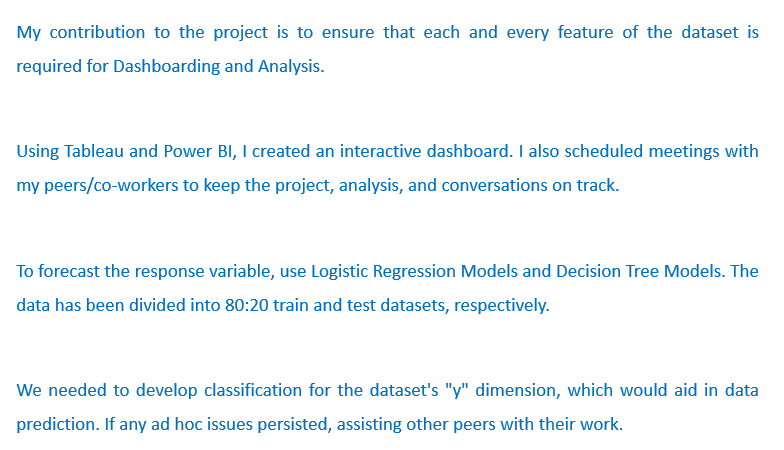 My contribution to the project is to ensure that each and every feature of the dataset is
required for Dashboarding and Analysis.
Using Tableau and Power BI, I created an interactive dashboard. I also scheduled meetings with
my peers/co-workers to keep the project, analysis, and conversations on track.
To forecast the response variable, use Logistic Regression Models and Decision Tree Models. The
data has been divided into 80:20 train and test datasets, respectively.
We needed to develop classification for the dataset's "y" dimension, which would aid in data
prediction. If any ad hoc issues persisted, assisting other peers with their work.